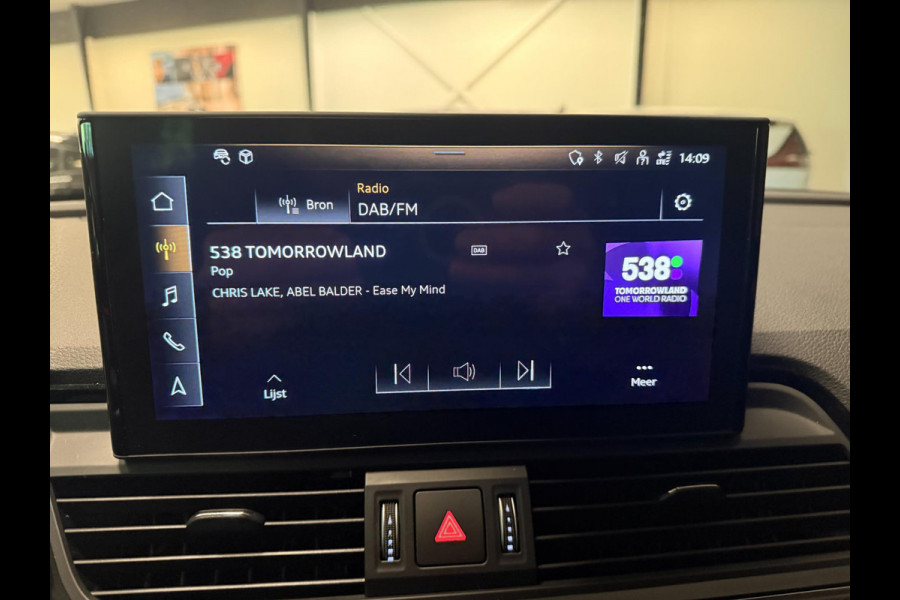 14:09
Radio
Bron
DAB/FM
538 TOMORROWLAND
DAB
Pop
CHRIS LAKE, ABEL BALDER - Ease My Mind
538
TOMORROWLAND
ONE WORLD RADIO
Lijst
Meer